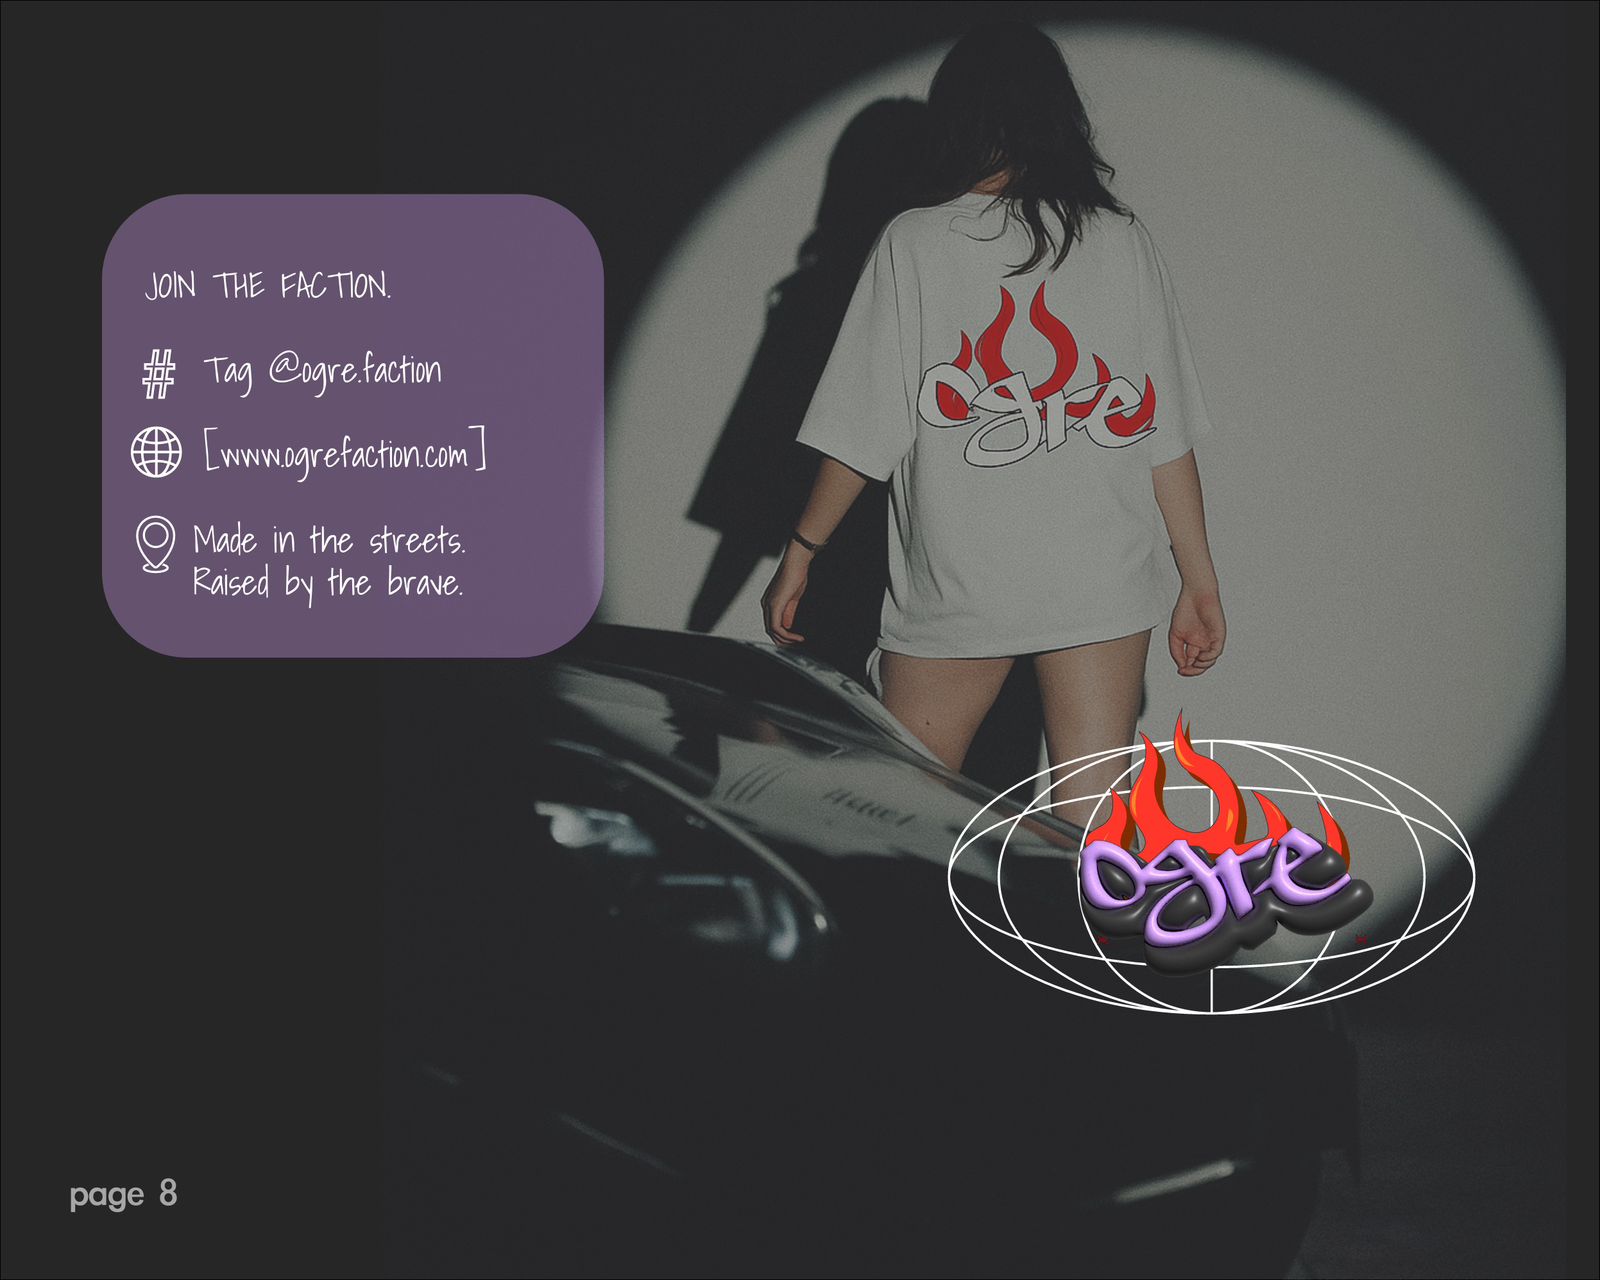 JOIN THE FACTION.
Tag @ogre.faction
[www.ogrefaction.com]
Made in the streets.
Raised by the brave.
ogre
ogre
page 8